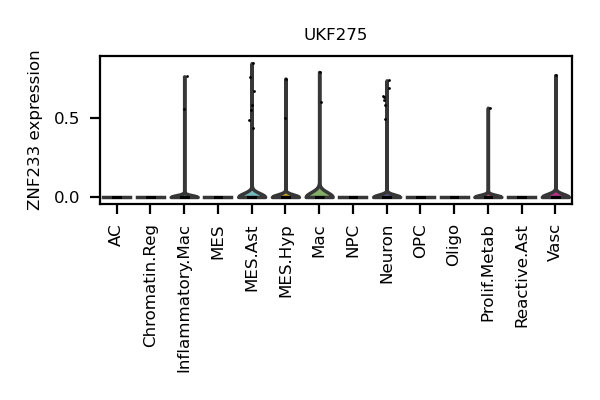 UKF275
ZNF233 expression
0.5
0.0
AC
Chromatin.Reg
Inflammatory.Mac
MES
MES.Ast
MES.Hyp
Mac
NPC
Neuron
OPC
Oligo
Prolif.Metab
Reactive.Ast
Vasc